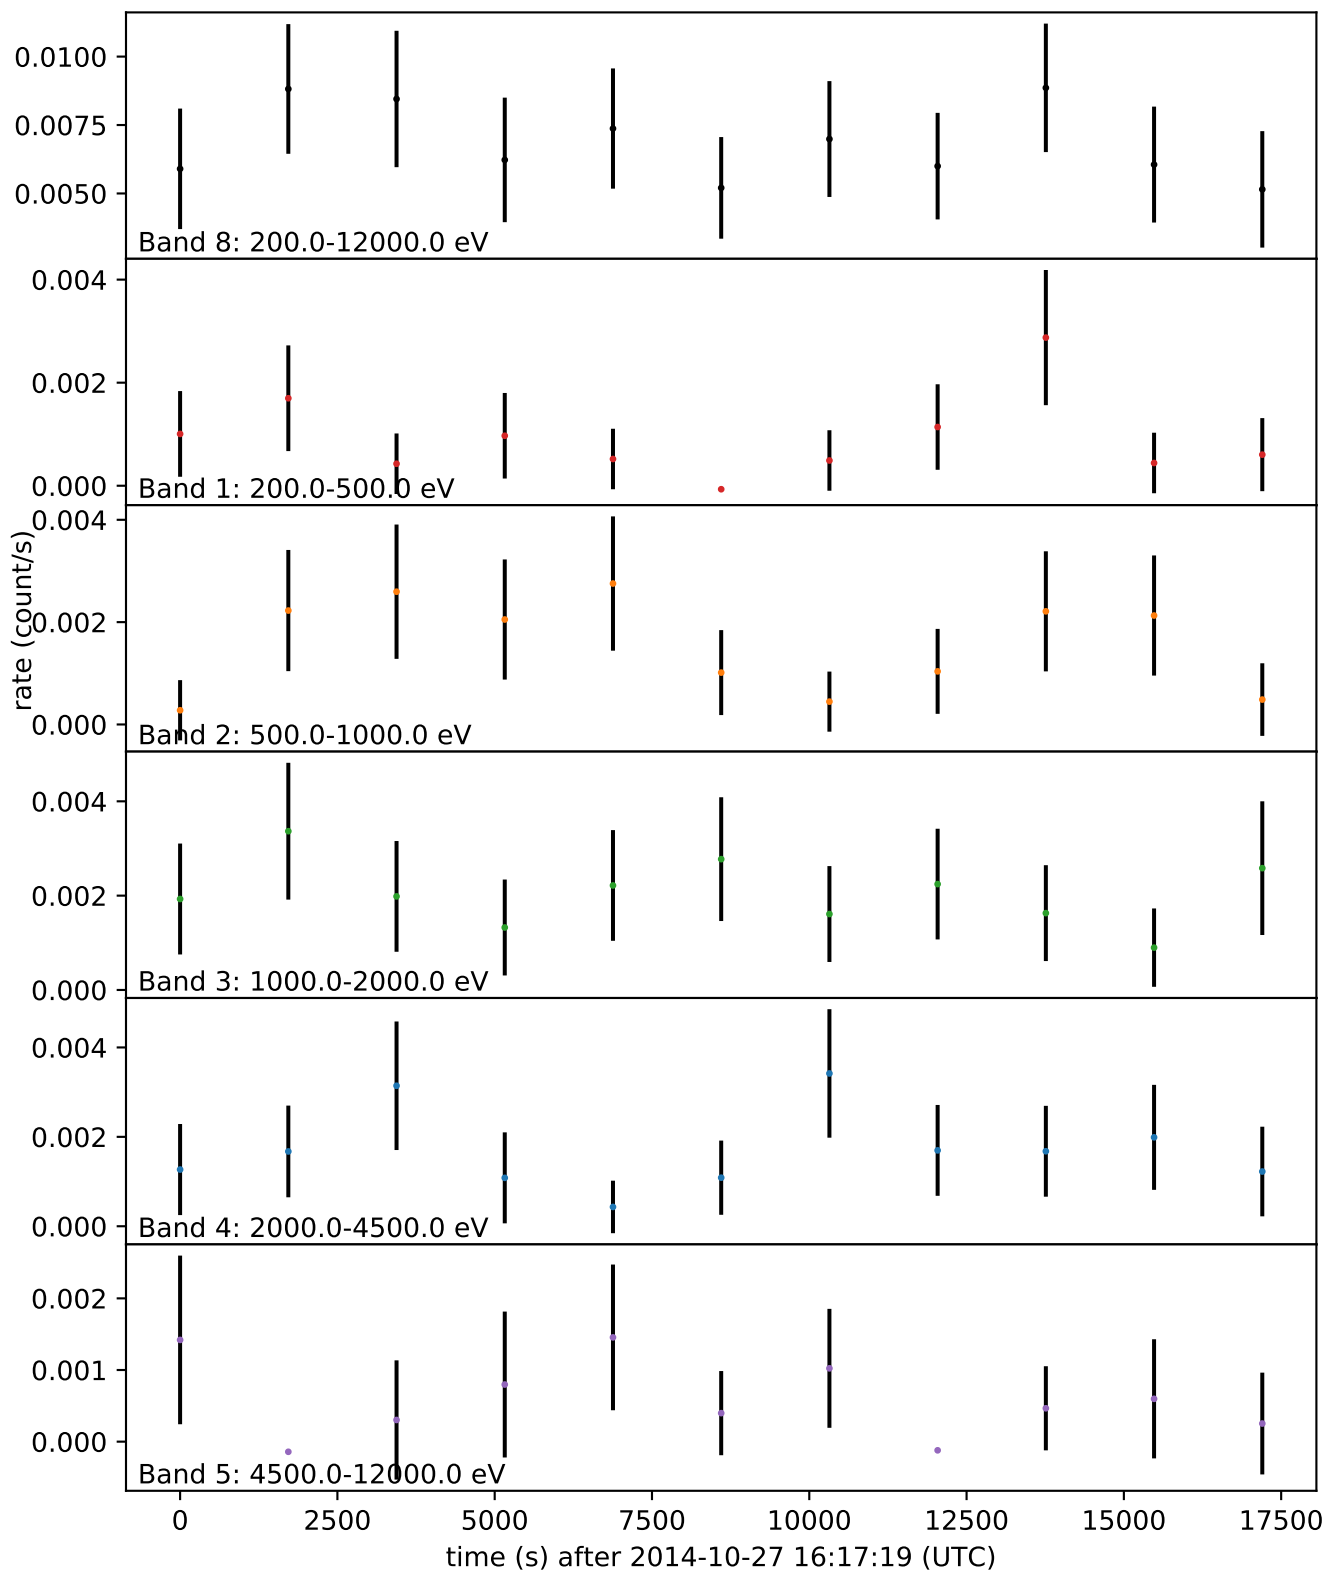 0.0100
0.0075
0.0050
Band 8: 200.0-12000.0 eV
0.004
0.002
0.000
Band 1: 200.0-500.0 eV
0.004
0.002
0.000
Band 2: 500.0-1000.0 eV
rate (count/s)
0.004
0.002
0.000
Band 3: 1000.0-2000.0 eV
0.004
0.002
0.000
Band 4: 2000.0-4500.0 eV
0.002
0.001
0.000
Band 5: 4500.0-12000.0 eV
0 2500 5000 7500 10000 12500 15000 17500
time (s) after 2014-10-27 16:17:19 (UTC)